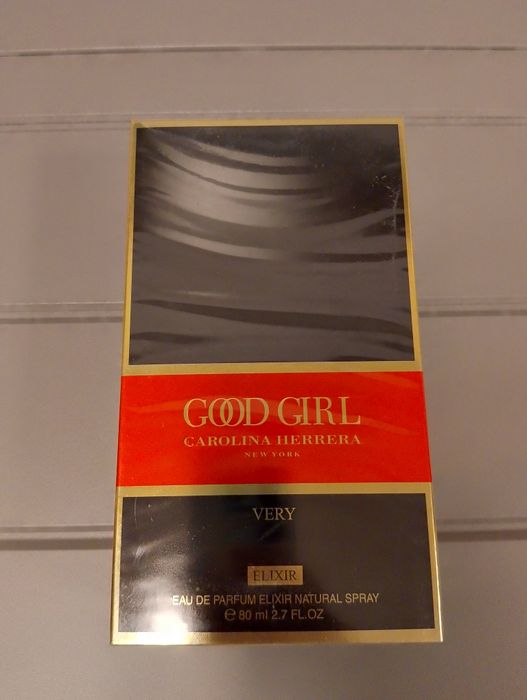 GOOD GIRL
CAROLINA HERRERA
NEW YORK
VERY
ELIXIR
EAU DE PARFUM ELIXIR NATURAL SPRAY
℮ 80 ml 2.7 FL.OZ